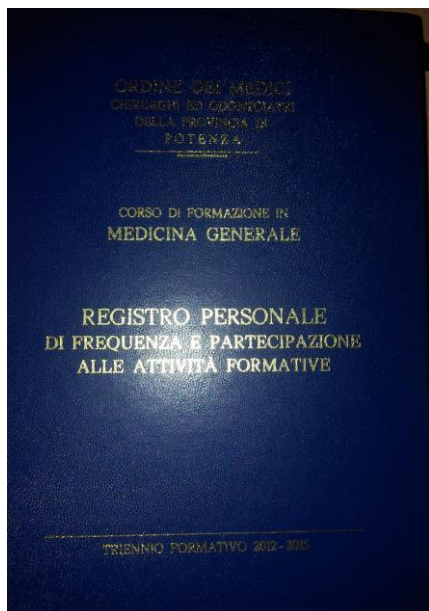 ORDINE DEI MEDICI
CHIRURGHI ED ODONTOIATRI
DELLA PROVINCIA DI
POTENZA
CORSO DI FORMAZIONE IN
MEDICINA GENERALE
REGISTRO PERSONALE
DI FREQUENZA E PARTECIPAZIONE
ALLE ATTIVITÀ FORMATIVE
TRIENNIO FORMATIVO 2012-2015